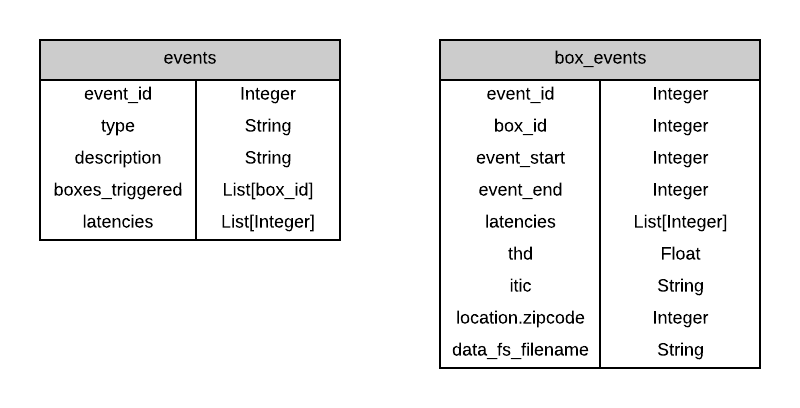 events
event_id Integer
type String
description String
boxes_triggered List[box_id]
latencies List[Integer]
box_events
event_id Integer
box_id Integer
event_start Integer
event_end Integer
latencies List[Integer]
thd Float
itic String
location.zipcode Integer
data_fs_filename String